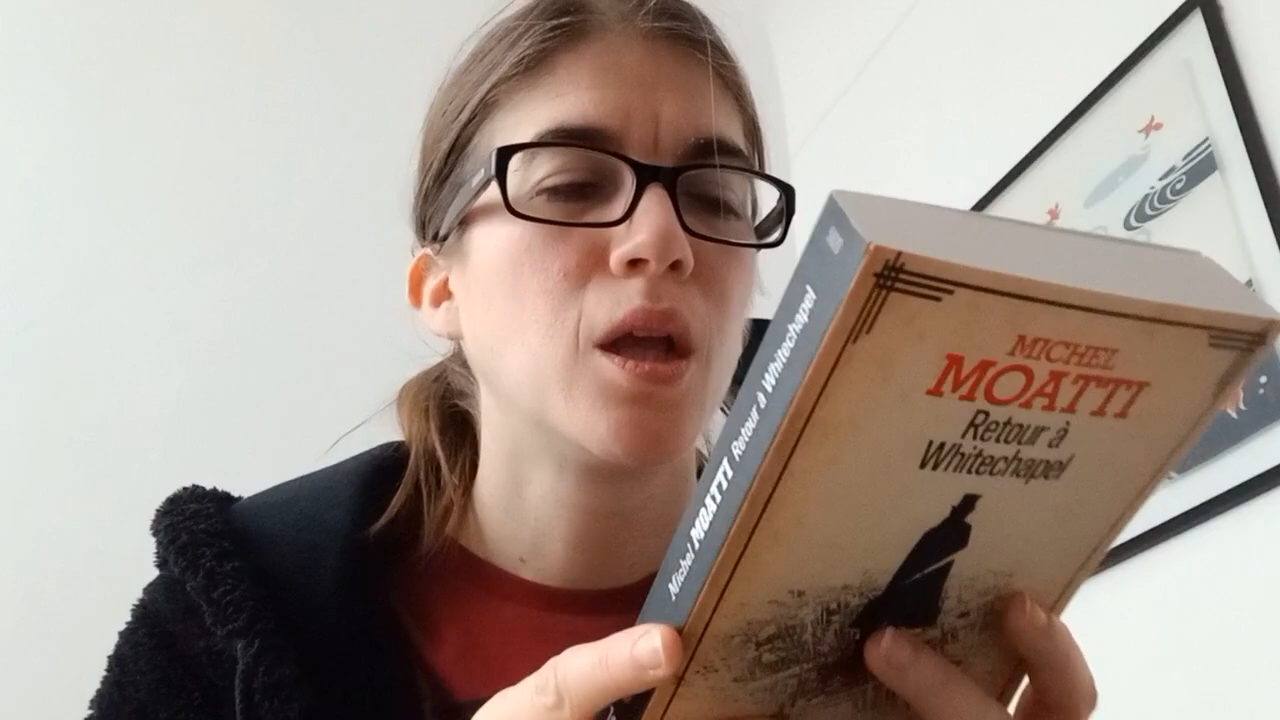 MICHEL
MOATTI
Retour à
Whitechapel
Michel MOATTI Retour à Whitechapel